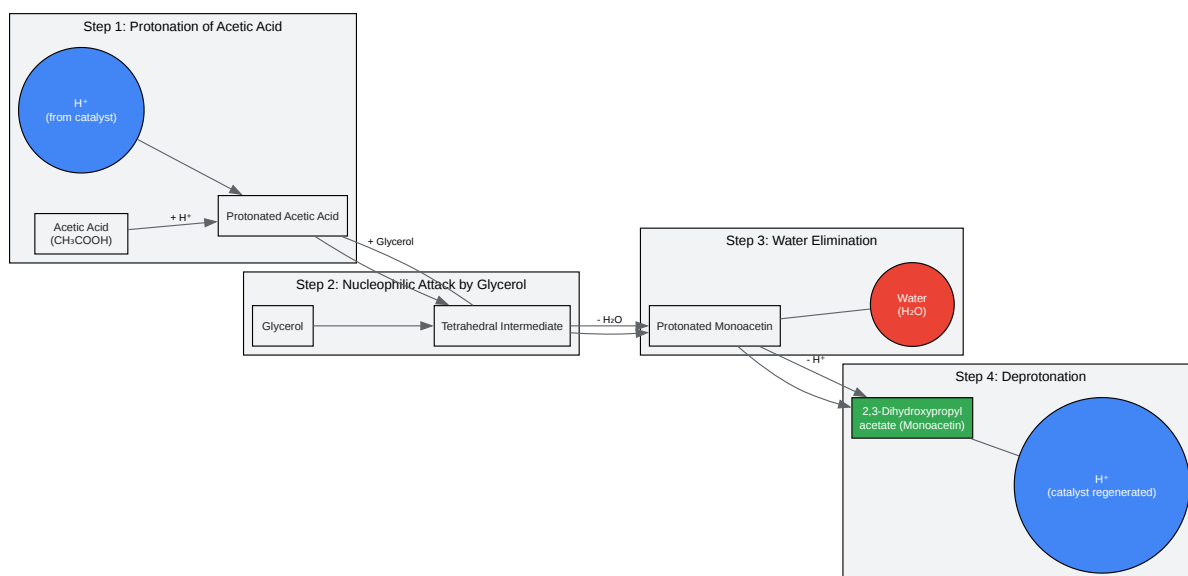 Step 1: Protonation of Acetic Acid
H⁺
(from catalyst)
Acetic Acid
(CH₃COOH)
+ H⁺
Protonated Acetic Acid
+ Glycerol
Step 2: Nucleophilic Attack by Glycerol
Glycerol
Tetrahedral Intermediate
- H₂O
Step 3: Water Elimination
Protonated Monoacetin
Water
(H₂O)
- H⁺
Step 4: Deprotonation
2,3-Dihydroxypropyl
acetate (Monoacetin)
H⁺
(catalyst regenerated)